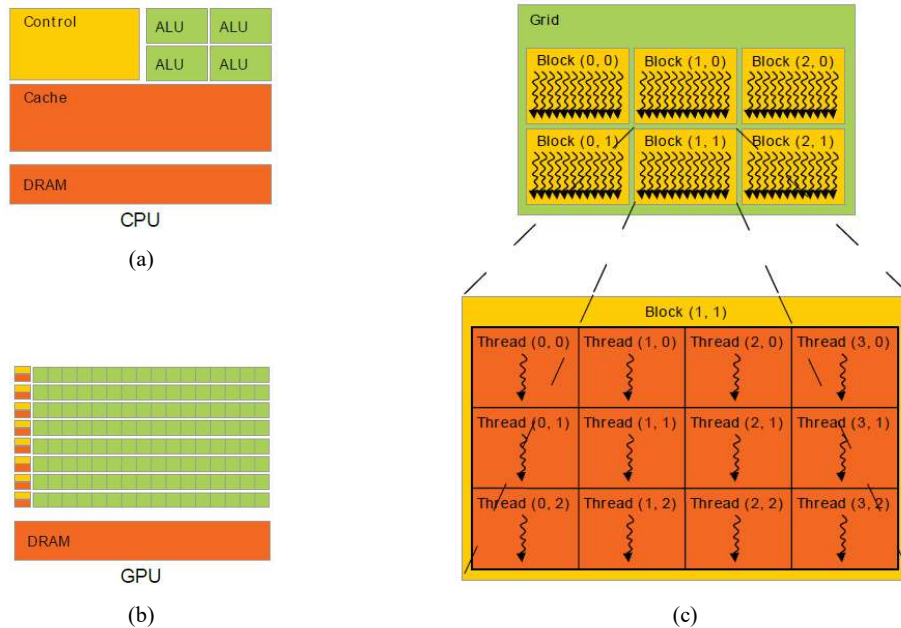 Control
ALU ALU
ALU ALU
Cache
DRAM
CPU
(a)
DRAM
GPU
(b)
Grid
Block (0, 0) Block (1, 0) Block (2, 0)
Block (0, 1) Block (1, 1) Block (2, 1)
Block (1, 1)
Thread (0, 0) Thread (1, 0) Thread (2, 0) Thread (3, 0)
Thread (0, 1) Thread (1, 1) Thread (2, 1) Thread (3, 1)
Thread (0, 2) Thread (1, 2) Thread (2, 2) Thread (3, 2)
(c)